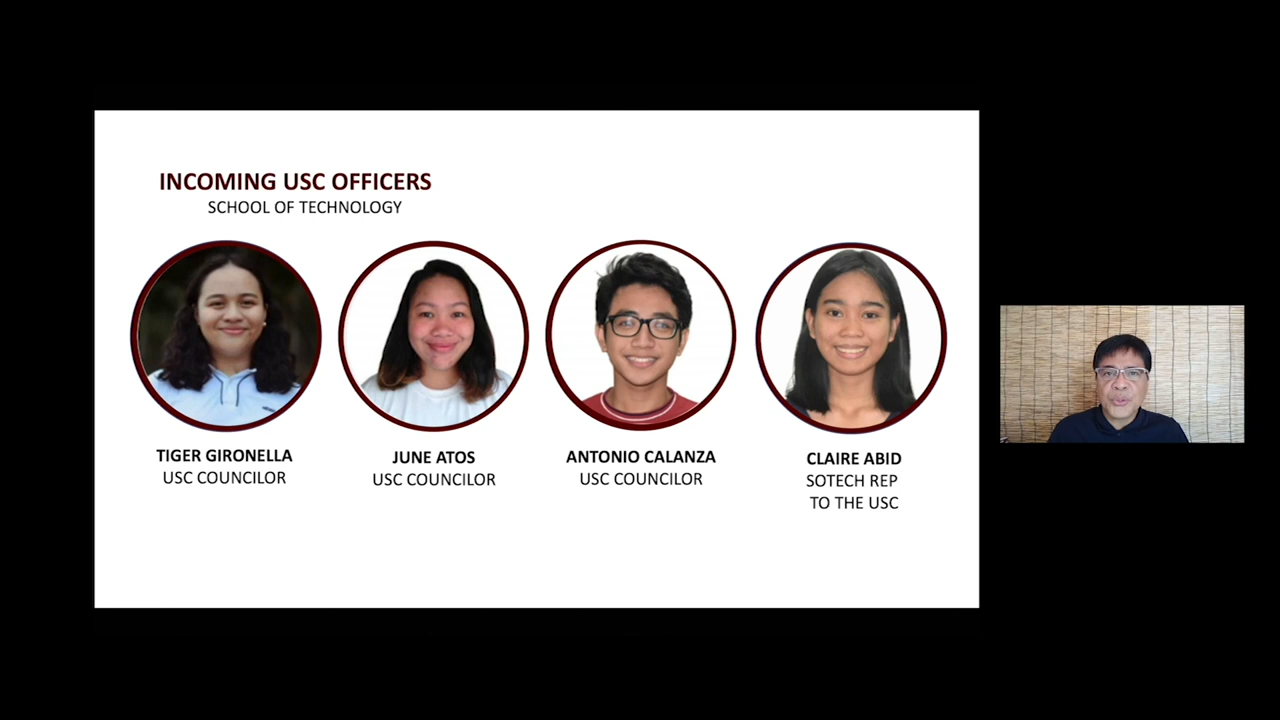 INCOMING USC OFFICERS
SCHOOL OF TECHNOLOGY
TIGER GIRONELLA
USC COUNCILOR
JUNE ATOS
USC COUNCILOR
ANTONIO CALANZA
USC COUNCILOR
CLAIRE ABID
SOTECH REP
TO THE USC